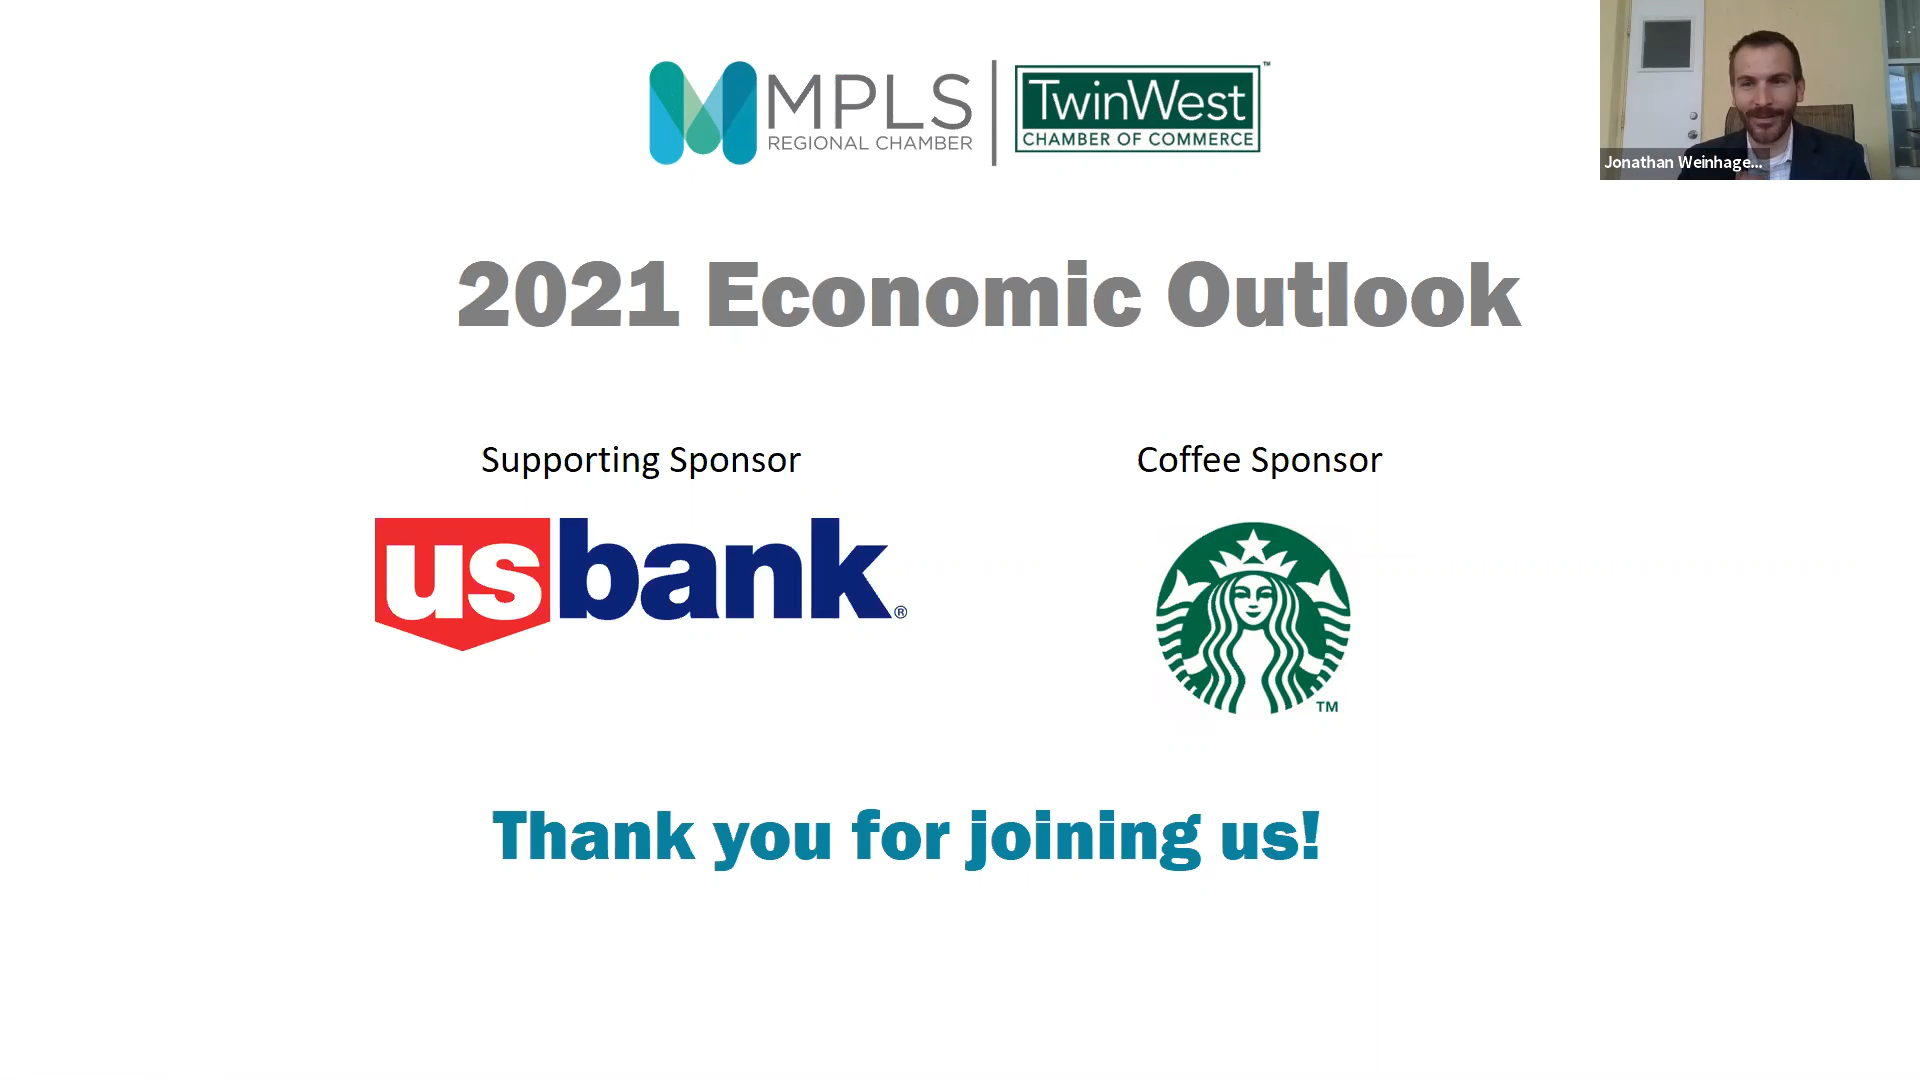 MPLS
REGIONAL CHAMBER
TwinWest™
CHAMBER OF COMMERCE
Jonathan Weinhage...
2021 Economic Outlook
Supporting Sponsor
Coffee Sponsor
usbank®
TM
Thank you for joining us!